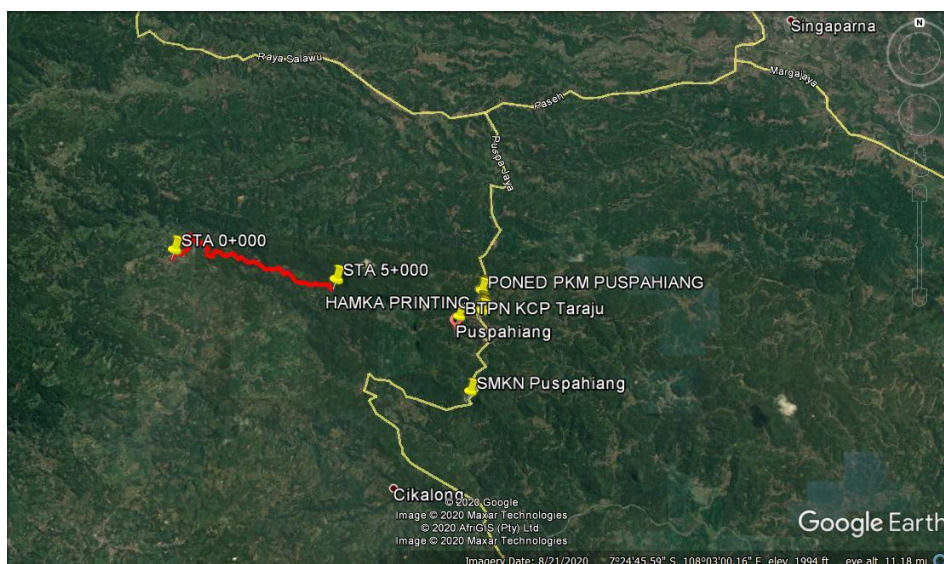 Singaparna
N
Raya Salawu
Margajaya
Paseh
Puspa Jaya
STA 0+000
STA 5+000
PONED PKM PUSPAHIANG
HAMKA PRINTING
BTPN KCP Taraju
Puspahiang
SMKN Puspahiang
Cikalong
© 2020 Google
Image © 2020 Maxar Technologies
© 2020 AfriGIS (Pty) Ltd.
Image © 2020 Maxar Technologies
Google Earth
Imagery Date: 8/21/2020 7°24'45.59" S 108°03'00.16" E elev 1994 ft eye alt 11.18 mi